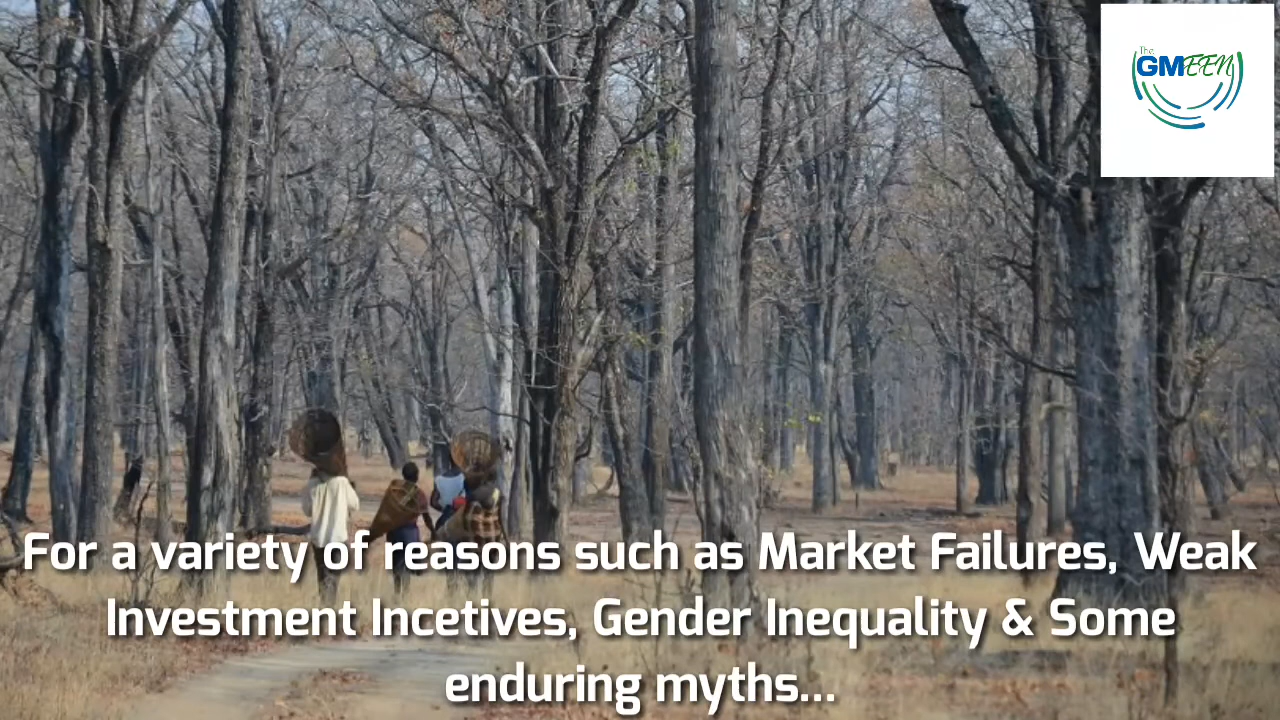 The
GMEEN
For a variety of reasons such as Market Failures, Weak
Investment Incetives, Gender Inequality & Some
enduring myths...